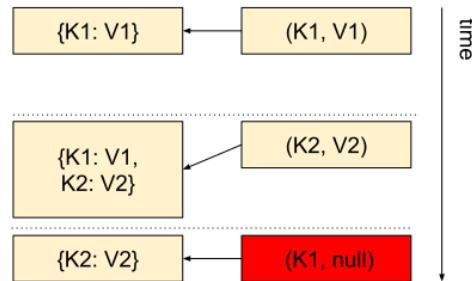 {K1: V1}
(K1, V1)
time
{K1: V1,
K2: V2}
(K2, V2)
{K2: V2}
(K1, null)